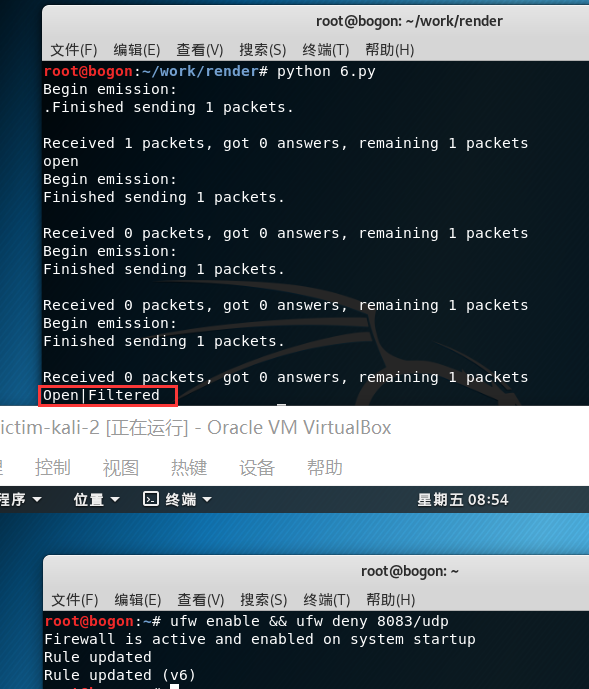 root@bogon: ~/work/render
文件(F) 编辑(E) 查看(V) 搜索(S) 终端(T) 帮助(H)
root@bogon:~/work/render# python 6.py
Begin emission:
.Finished sending 1 packets.
Received 1 packets, got 0 answers, remaining 1 packets
open
Begin emission:
Finished sending 1 packets.
Received 0 packets, got 0 answers, remaining 1 packets
Begin emission:
Finished sending 1 packets.
Received 0 packets, got 0 answers, remaining 1 packets
Begin emission:
Finished sending 1 packets.
Received 0 packets, got 0 answers, remaining 1 packets
Open|Filtered
ictim-kali-2 [正在运行] - Oracle VM VirtualBox
控制 视图 热键 设备 帮助
程序 位置 终端 星期五 08:54
root@bogon: ~
文件(F) 编辑(E) 查看(V) 搜索(S) 终端(T) 帮助(H)
root@bogon:~# ufw enable && ufw deny 8083/udp
Firewall is active and enabled on system startup
Rule updated
Rule updated (v6)
root@bogon:~#